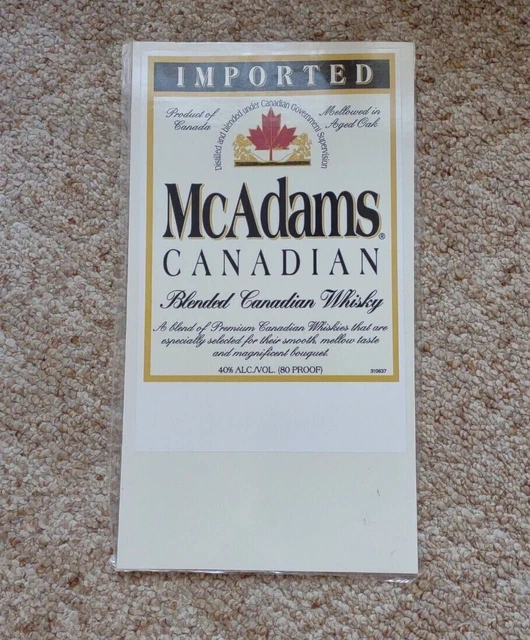 IMPORTED
Product of
Canada
Distilled and blended under Canadian Government Supervision
Mellowed in
Aged Oak
McAdams®
CANADIAN
Blended Canadian Whisky
A blend of Premium Canadian Whiskies that are
especially selected for their smooth, mellow taste
and magnificent bouquet.
40% ALC./VOL. (80 PROOF)
310637